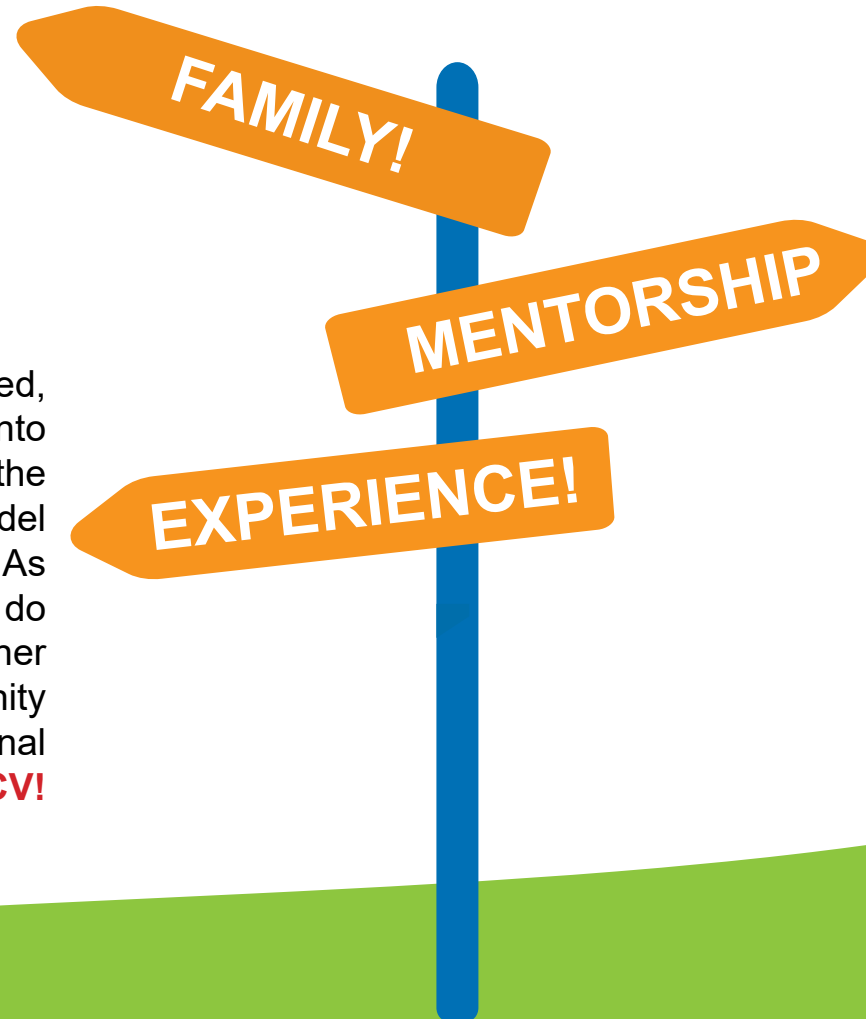 FAMILY!
MENTORSHIP
EXPERIENCE!
ed,
nto
the
del
As
do
her
nity
nal
CV!